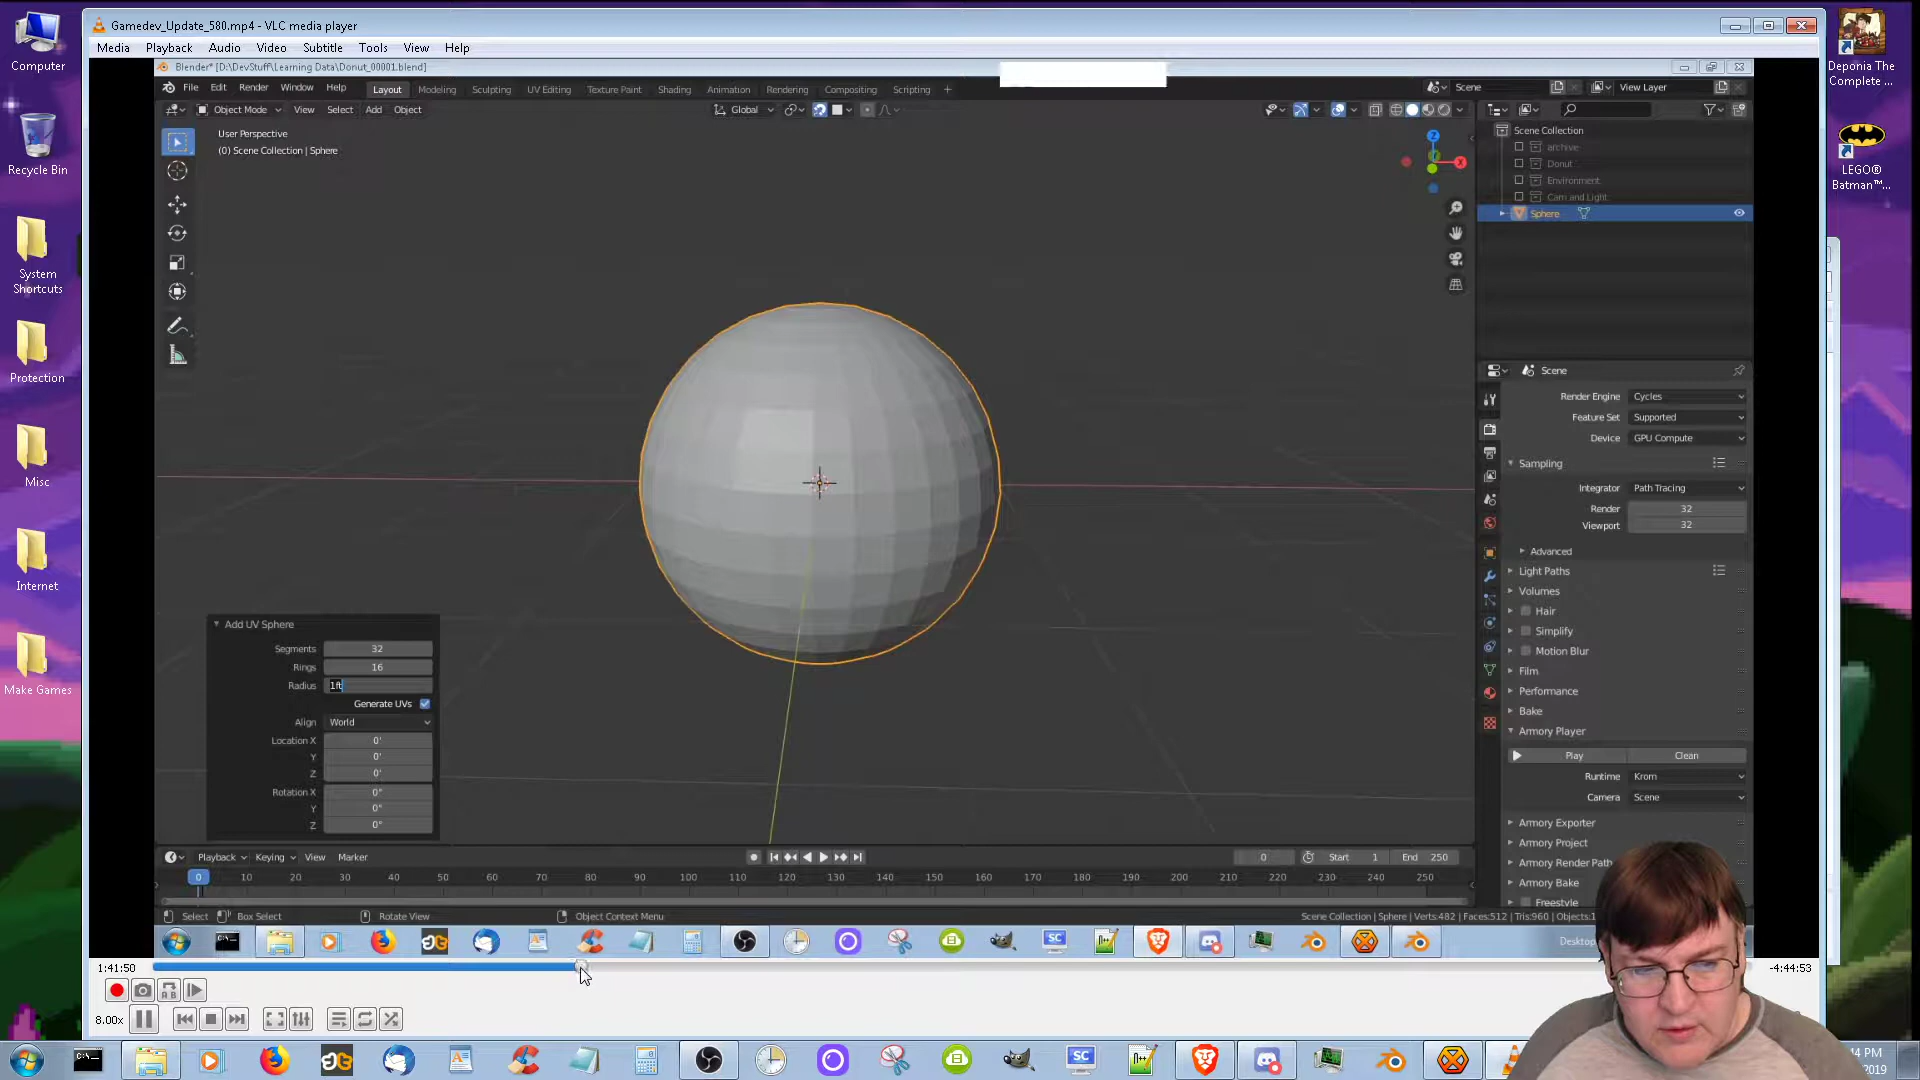 Gamedev_Update_580.mp4 - VLC media player
Media Playback Audio Video Subtitle Tools View Help
Computer
Recycle Bin
System
Shortcuts
Protection
Misc
Internet
Make Games
Deponia The
Complete ...
LEGO®
Batman™...
Blender* [D:\DevStuff\Learning Data\Donut_00001.blend]
File Edit Render Window Help Layout Modeling Sculpting UV Editing Texture Paint Shading Animation Rendering Compositing Scripting + Scene View Layer
Object Mode View Select Add Object Global
User Perspective
(0) Scene Collection | Sphere
Z
X
Scene Collection
archive
Donut
Environment
Cam and Light
Sphere
Scene
Render Engine Cycles
Feature Set Supported
Device GPU Compute
Sampling
Integrator Path Tracing
Render 32
Viewport 32
Advanced
Light Paths
Volumes
Hair
Simplify
Motion Blur
Film
Performance
Bake
Armory Player
Play Clean
Runtime Krom
Camera Scene
Armory Exporter
Armory Project
Armory Render Path
Armory Bake
Freestyle
Add UV Sphere
Segments 32
Rings 16
Radius 1ft
Generate UVs
Align World
Location X 0'
Y 0'
Z 0'
Rotation X 0°
Y 0°
Z 0°
Playback Keying View Marker 0 Start 1 End 250
0 10 20 30 40 50 60 70 80 90 100 110 120 130 140 150 160 170 180 190 200 210 220 230 240 250
Select Box Select Rotate View Object Context Menu Scene Collection | Sphere | Verts:482 | Faces:512 | Tris:960 | Objects:1
SC
Desktop
1:41:50 -4:44:53
8.00x
C:\
SC
44 PM
2019